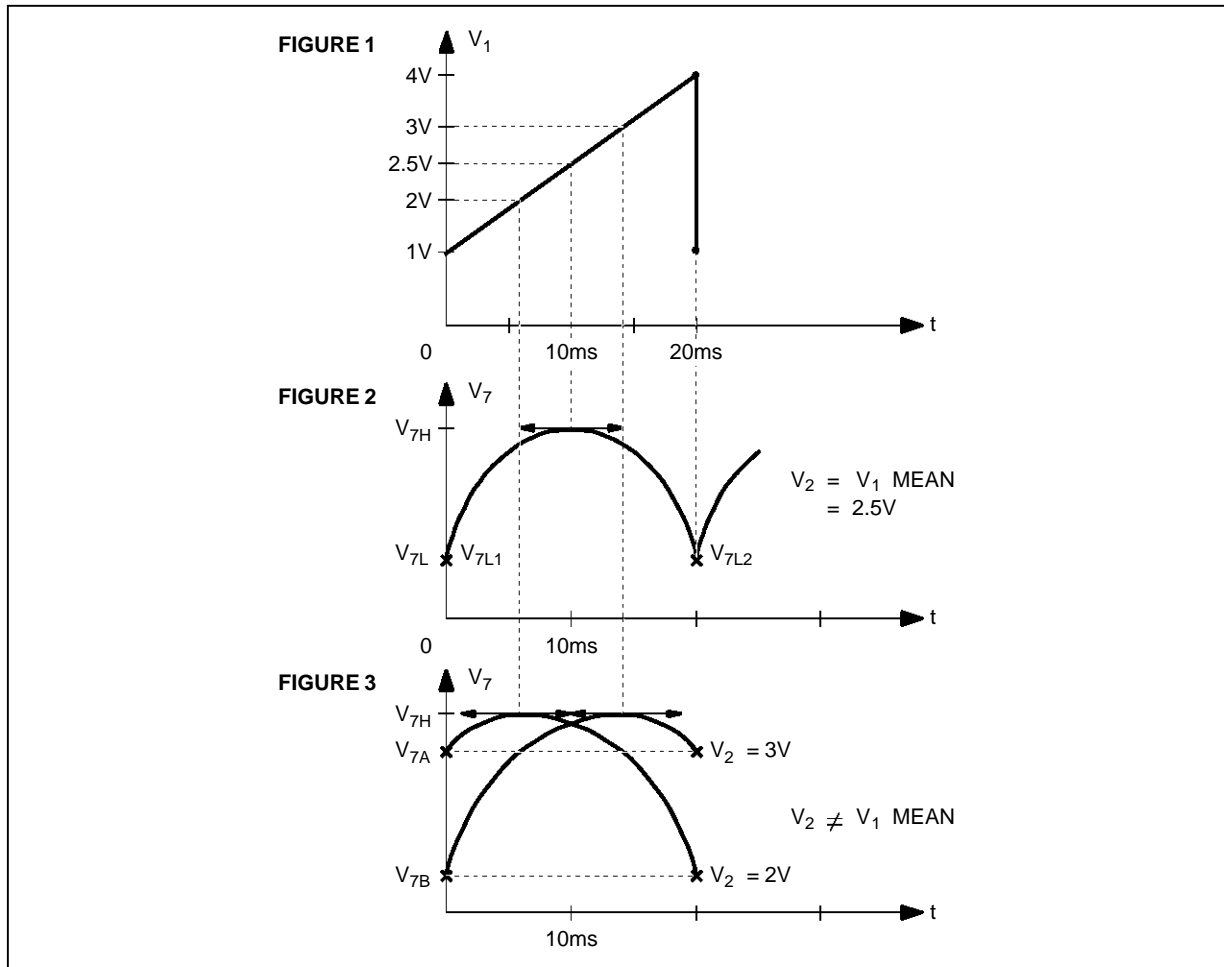 FIGURE 1
V1
4V
3V
2.5V
2V
1V
t
0
10ms
20ms
FIGURE 2
V7
V7H
V2 = V1 MEAN
= 2.5V
V7L
V7L1
V7L2
t
0
10ms
FIGURE 3
V7
V7H
V7A
V2 = 3V
V2 ≠ V1 MEAN
V7B
V2 = 2V
t
10ms